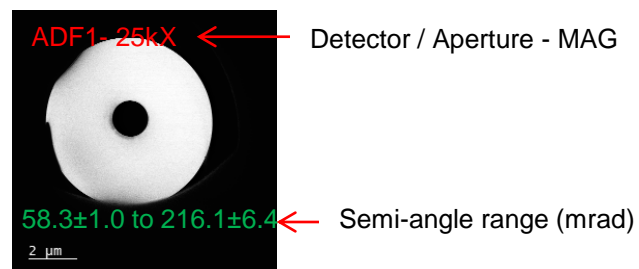 ADF1- 25kX
Detector / Aperture - MAG
58.3±1.0 to 216.1±6.4
Semi-angle range (mrad)
2 µm